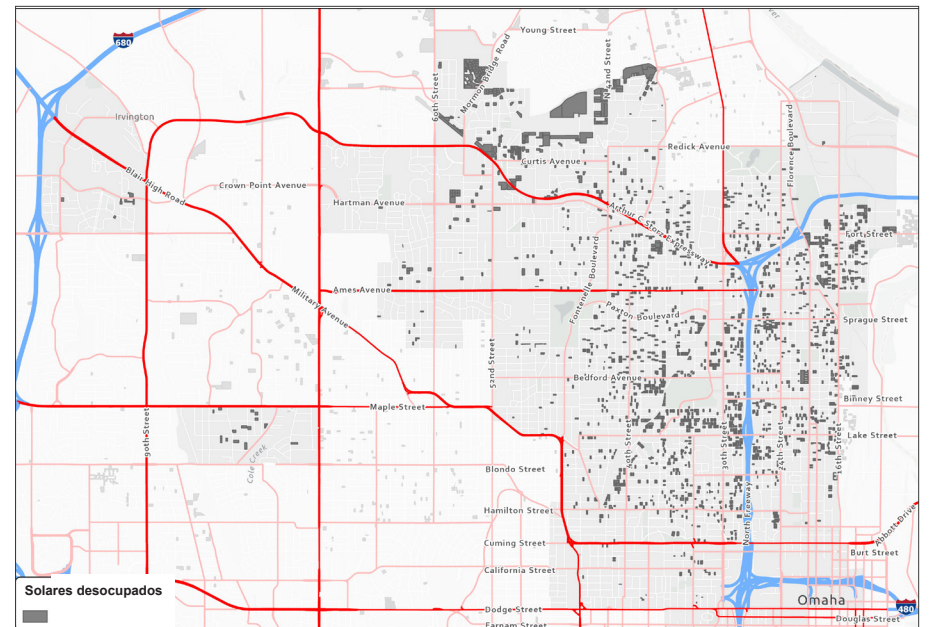 Young Street
680
Mormon Bridge Road
N 42nd Street
60th Street
Irvington
Florence Boulevard
Redick Avenue
Curtis Avenue
Blair High Road
Crown Point Avenue
Hartman Avenue
Arthur C Storz Expressway
Fort Street
Fontenelle Boulevard
Ames Avenue
Military Avenue
Paxton Boulevard
Sprague Street
52nd Street
Bedford Avenue
Binney Street
Maple Street
90th Street
Lake Street
30th Street
24th Street
16th Street
Cole Creek
Blondo Street
Hamilton Street
North Freeway
Abbott Drive
Cuming Street
Burt Street
California Street
Solares desocupados
Omaha
480
Dodge Street
Douglas Street
Farnam Street